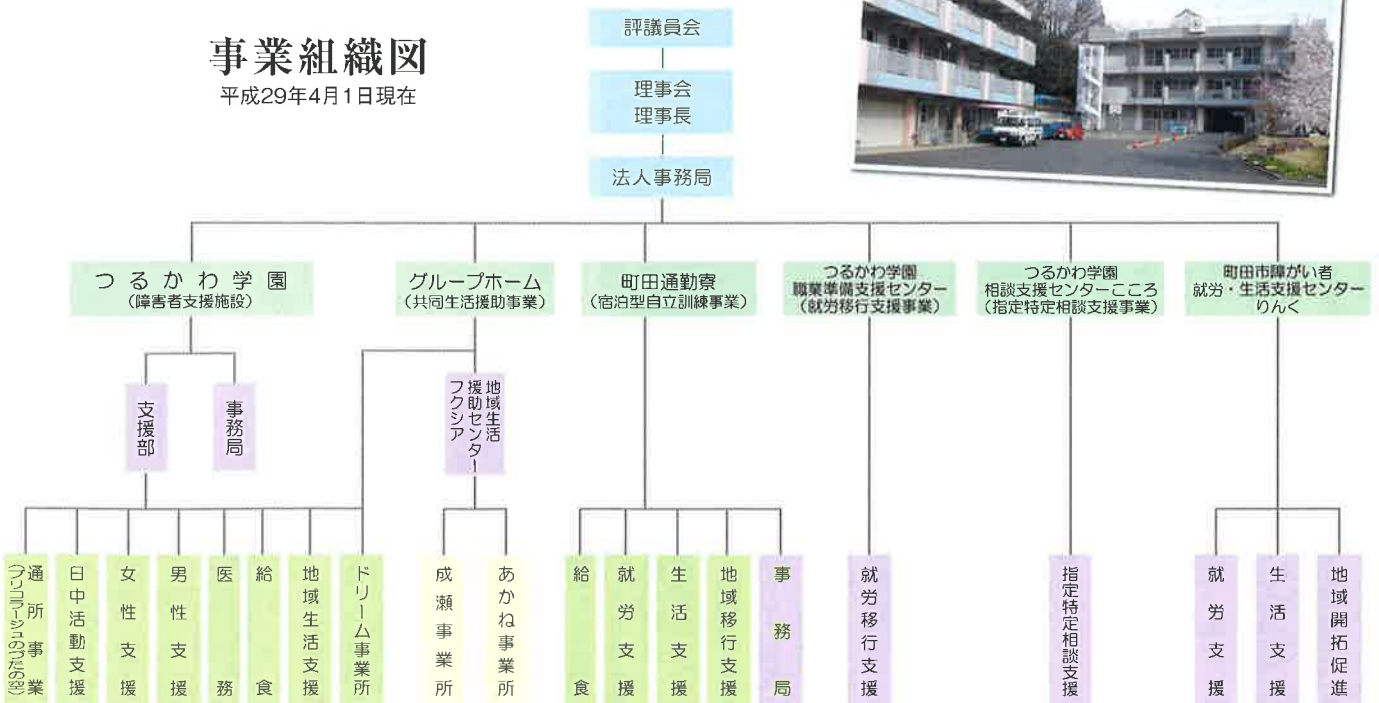 事業組織図
平成29年4月1日現在
評議員会
理事会
理事長
法人事務局
つるかわ学園
(障害者支援施設)
グループホーム
(共同生活援助事業)
町田通勤寮
(宿泊型自立訓練事業)
つるかわ学園
職業準備支援センター
(就労移行支援事業)
つるかわ学園
相談支援センターこころ
(指定特定相談支援事業)
町田市障がい者
就労・生活支援センター
りんく
支援部
事務局
地域生活
援助センター
フクシア
通所事業
日中活動支援
女性支援
男性支援
医務
給食
地域生活支援
ドリーム事業所
成瀬事業所
あかね事業所
給食
就労支援
生活支援
地域移行支援
事務局
就労移行支援
指定特定相談支援
就労支援
生活支援
地域開拓促進